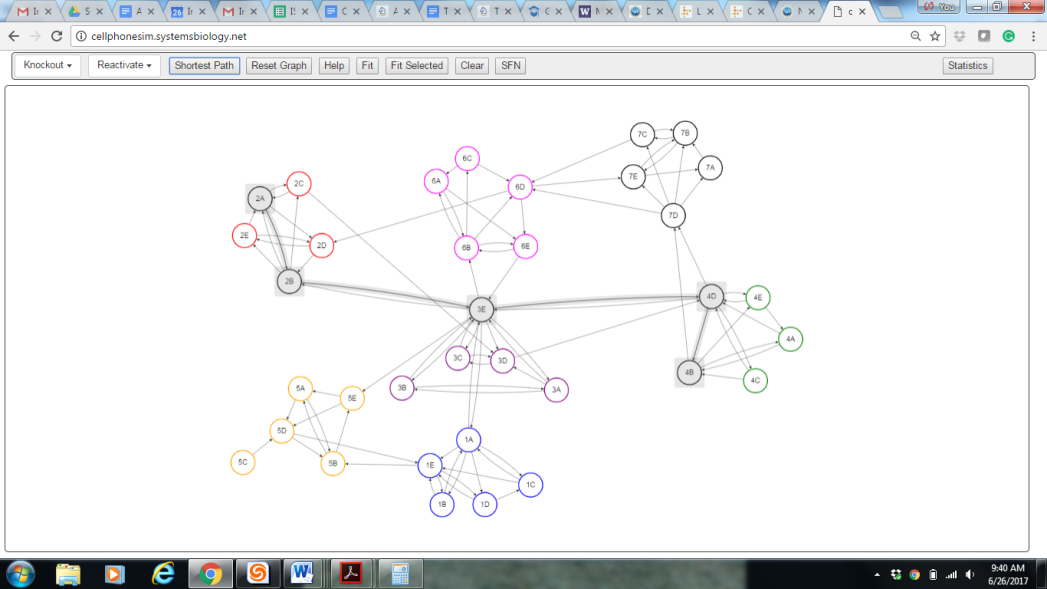 You
cellphonesim.systemsbiology.net
Knockout Reactivate Shortest Path Reset Graph Help Fit Fit Selected Clear SFN Statistics
7C 7B
6C
7A
6A 6D 7E
2C
2A
7D
2E 2D 6B 6E
2B
3E 4D 4E
4A
3C 3D
4B 4C
3B 3A
5A 5E
5D
1A
5C 5B 1E
1C
1B 1D
9:40 AM
6/26/2017